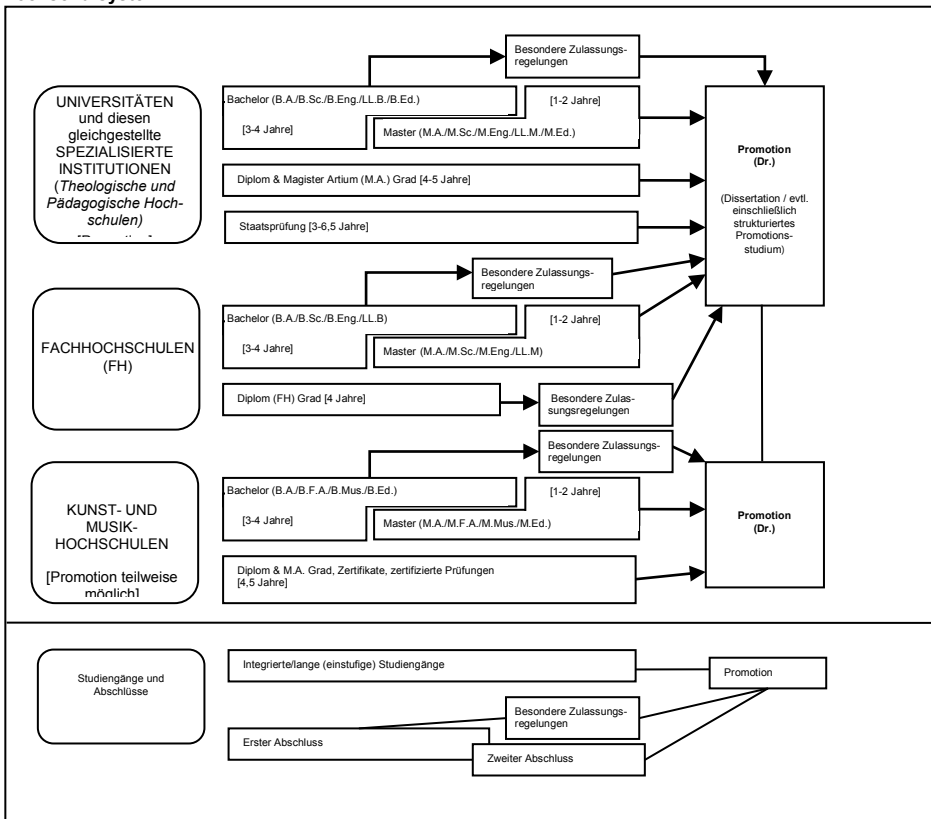 Besondere Zulassungs-
regelungen
UNIVERSITÄTEN
und diesen
gleichgestellte
SPEZIALISIERTE
INSTITUTIONEN
(Theologische und
Pädagogische Hoch-
schulen)
Bachelor (B.A./B.Sc./B.Eng./LL.B./B.Ed.)
[3-4 Jahre]
[1-2 Jahre]
Master (M.A./M.Sc./M.Eng./LL.M./M.Ed.)
Diplom & Magister Artium (M.A.) Grad [4-5 Jahre]
Staatsprüfung [3-6,5 Jahre]
Promotion
(Dr.)
(Dissertation / evtl.
einschließlich
strukturiertes
Promotions-
studium)
Besondere Zulassungs-
regelungen
FACHHOCHSCHULEN
(FH)
Bachelor (B.A./B.Sc./B.Eng./LL.B)
[3-4 Jahre]
[1-2 Jahre]
Master (M.A./M.Sc./M.Eng./LL.M)
Diplom (FH) Grad [4 Jahre]
Besondere Zulas-
sungsregelungen
Besondere Zulassungs-
regelungen
KUNST- UND
MUSIK-
HOCHSCHULEN
[Promotion teilweise
möglich]
Bachelor (B.A./B.F.A./B.Mus./B.Ed.)
[3-4 Jahre]
[1-2 Jahre]
Master (M.A./M.F.A./M.Mus./M.Ed.)
Diplom & M.A. Grad, Zertifikate, zertifizierte Prüfungen
[4,5 Jahre]
Promotion
(Dr.)
Studiengänge und
Abschlüsse
Integrierte/lange (einstufige) Studiengänge
Promotion
Besondere Zulassungs-
regelungen
Erster Abschluss
Zweiter Abschluss